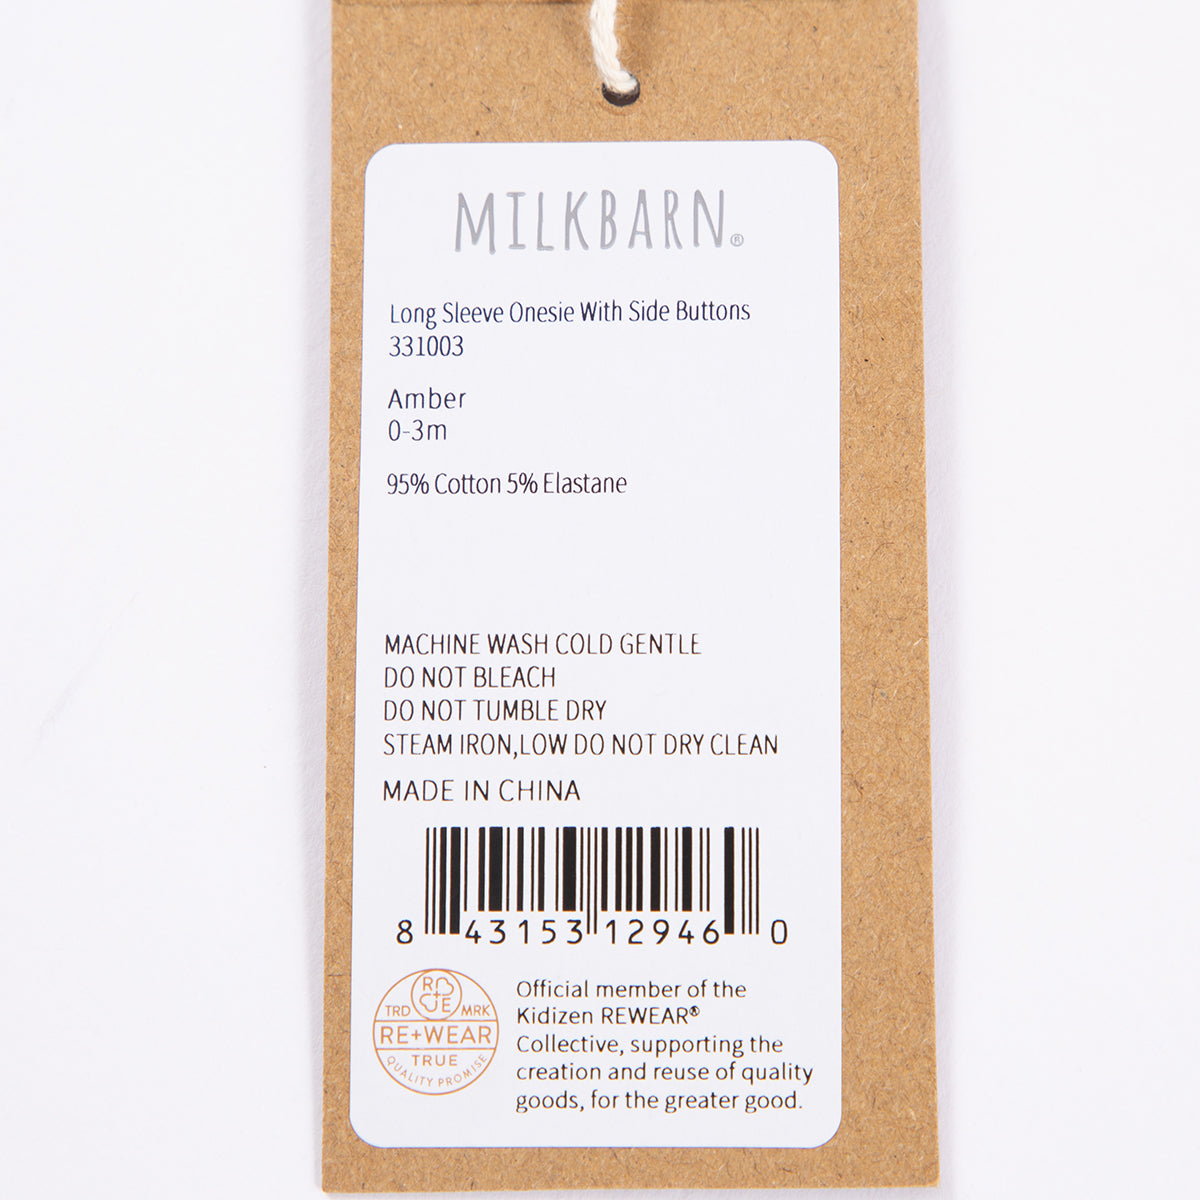 MILKBARN®
Long Sleeve Onesie With Side Buttons
331003
Amber
0-3m
95% Cotton 5% Elastane
MACHINE WASH COLD GENTLE
DO NOT BLEACH
DO NOT TUMBLE DRY
STEAM IRON,LOW DO NOT DRY CLEAN
MADE IN CHINA
8 43153 12946 0
R
C E
TRD MRK
RE+WEAR
TRUE
QUALITY PROMISE
Official member of the
Kidizen REWEAR®
Collective, supporting the
creation and reuse of quality
goods, for the greater good.